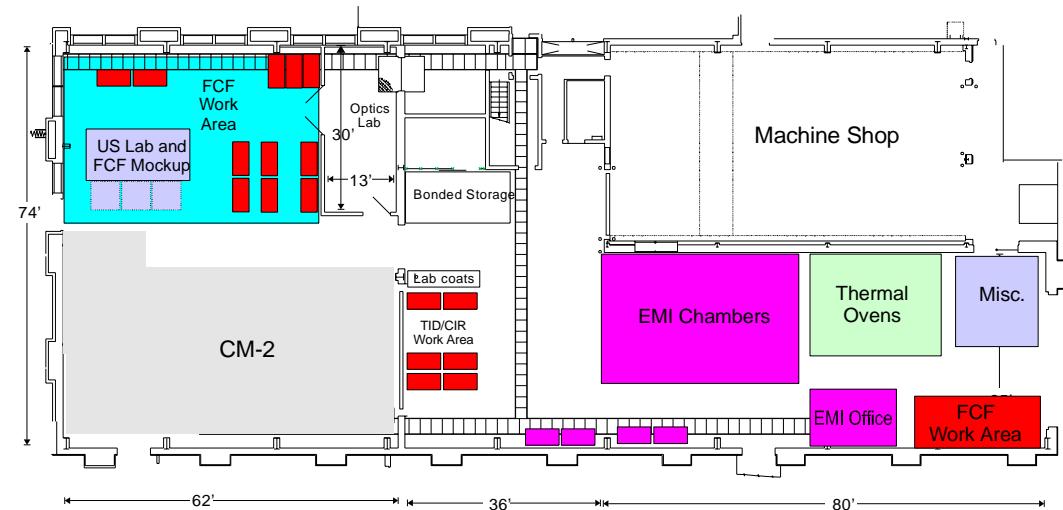 FCF
Work
Area
Optics
Lab
30'
US Lab and
FCF Mockup
13'
Bonded Storage
74'
Machine Shop
Lab coats
TID/CIR
Work Area
CM-2
EMI Chambers
Thermal
Ovens
Misc.
EMI Office
FCF
Work Area
62'
36'
80'